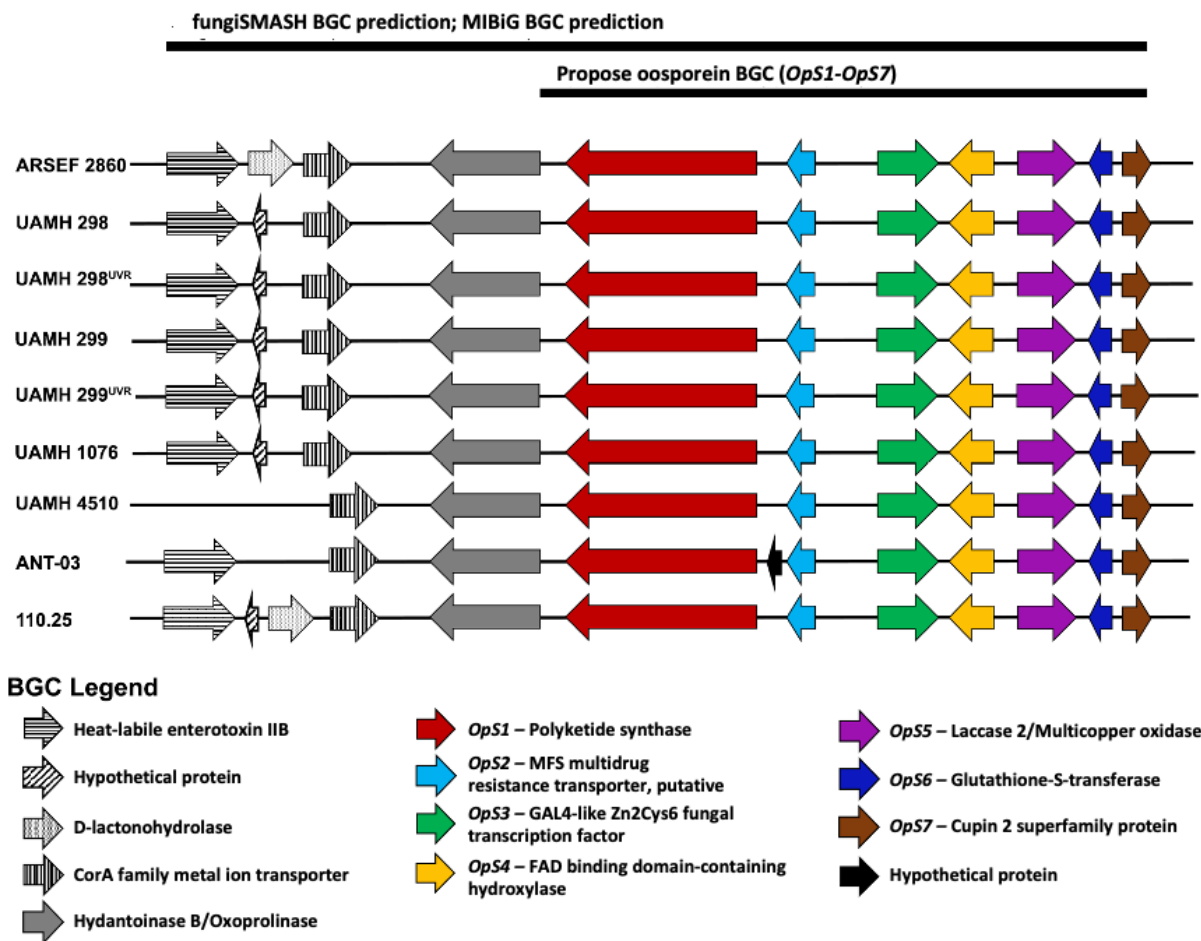 fungiSMASH BGC prediction; MIBiG BGC prediction
Propose oosporein BGC (OpS1-OpS7)
ARSEF 2860
UAMH 298
UAMH 298UVR
UAMH 299
UAMH 299UVR
UAMH 1076
UAMH 4510
ANT-03
110.25
BGC Legend
Heat-labile enterotoxin IIB
Hypothetical protein
D-lactonohydrolase
CorA family metal ion transporter
Hydantoinase B/Oxoprolinase
OpS1 – Polyketide synthase
OpS2 – MFS multidrug
resistance transporter, putative
OpS3 – GAL4-like Zn2Cys6 fungal
transcription factor
OpS4 – FAD binding domain-containing
hydroxylase
OpS5 – Laccase 2/Multicopper oxidase
OpS6 – Glutathione-S-transferase
OpS7 – Cupin 2 superfamily protein
Hypothetical protein